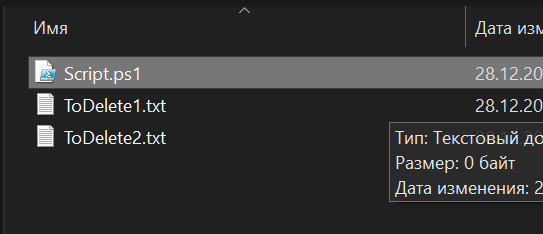 Имя Дата из
Script.ps1 28.12.20
ToDelete1.txt 28.12.20
ToDelete2.txt
Тип: Текстовый до
Размер: 0 байт
Дата изменения: 2